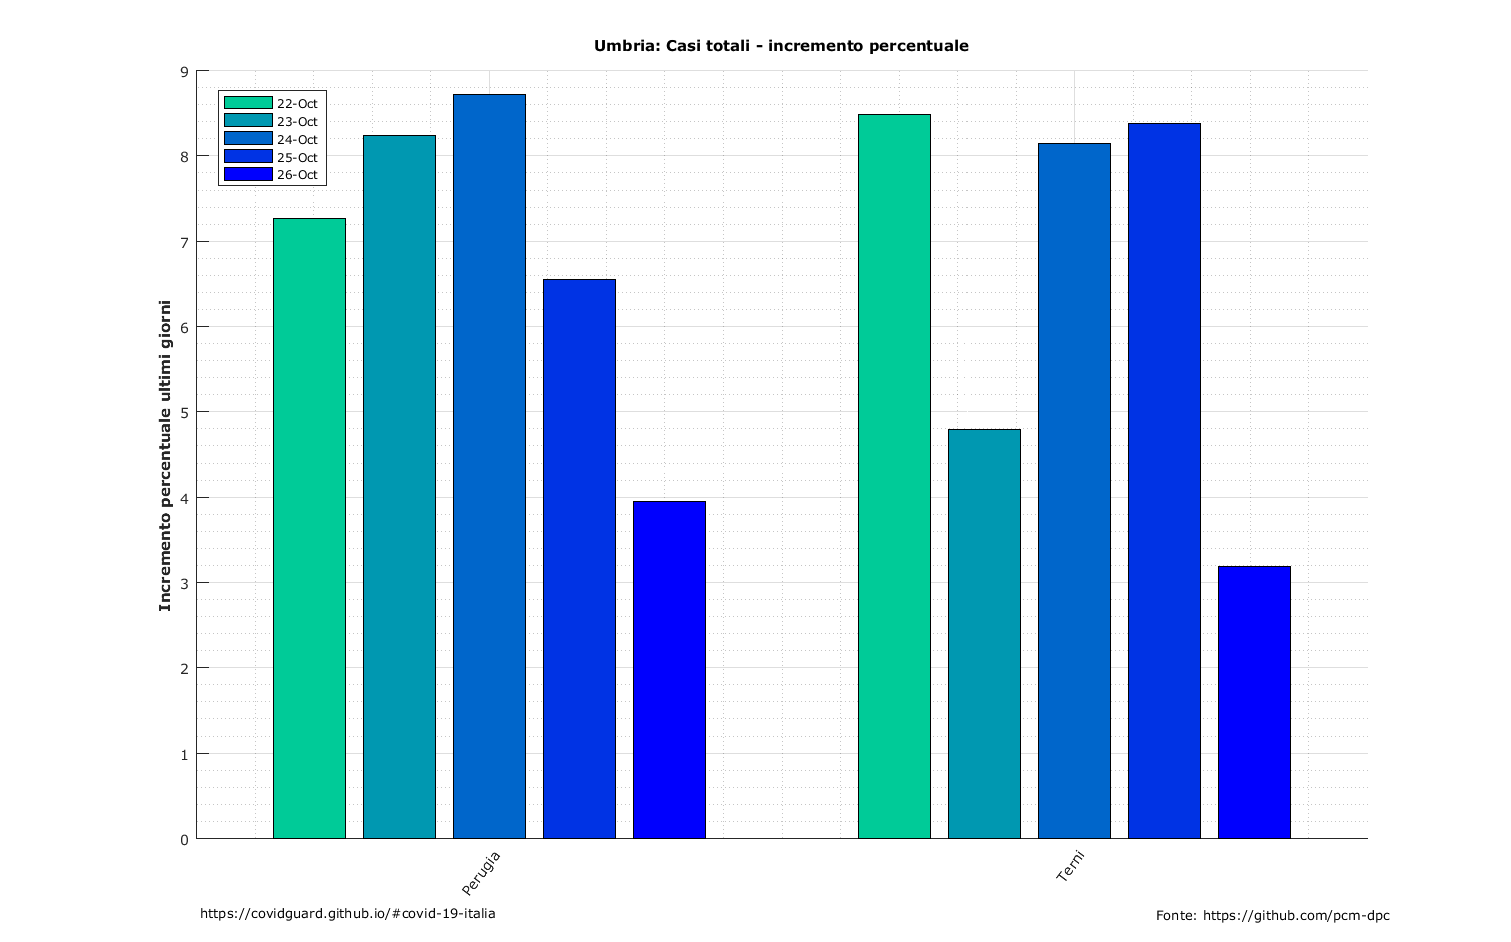 Umbria: Casi totali - incremento percentuale
9
8
7
6
5
4
3
2
1
0
Incremento percentuale ultimi giorni
22-Oct
23-Oct
24-Oct
25-Oct
26-Oct
Perugia
Terni
https://covidguard.github.io/#covid-19-italia
Fonte: https://github.com/pcm-dpc